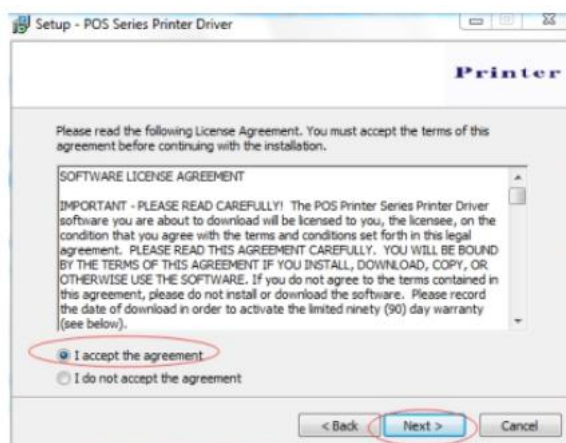 Setup - POS Series Printer Driver
Printer
Please read the following License Agreement. You must accept the terms of this
agreement before continuing with the installation.
SOFTWARE LICENSE AGREEMENT
IMPORTANT - PLEASE READ CAREFULLY! The POS Printer Series Printer Driver
software you are about to download will be licensed to you, the licensee, on the
condition that you agree with the terms and conditions set forth in this legal
agreement. PLEASE READ THIS AGREEMENT CAREFULLY. YOU WILL BE BOUND
BY THE TERMS OF THIS AGREEMENT IF YOU INSTALL, DOWNLOAD, COPY, OR
OTHERWISE USE THE SOFTWARE. If you do not agree to the terms contained in
this agreement, please do not install or download the software. Please record
the date of download in order to activate the limited ninety (90) day warranty
(see below).
I accept the agreement
I do not accept the agreement
< Back Next > Cancel